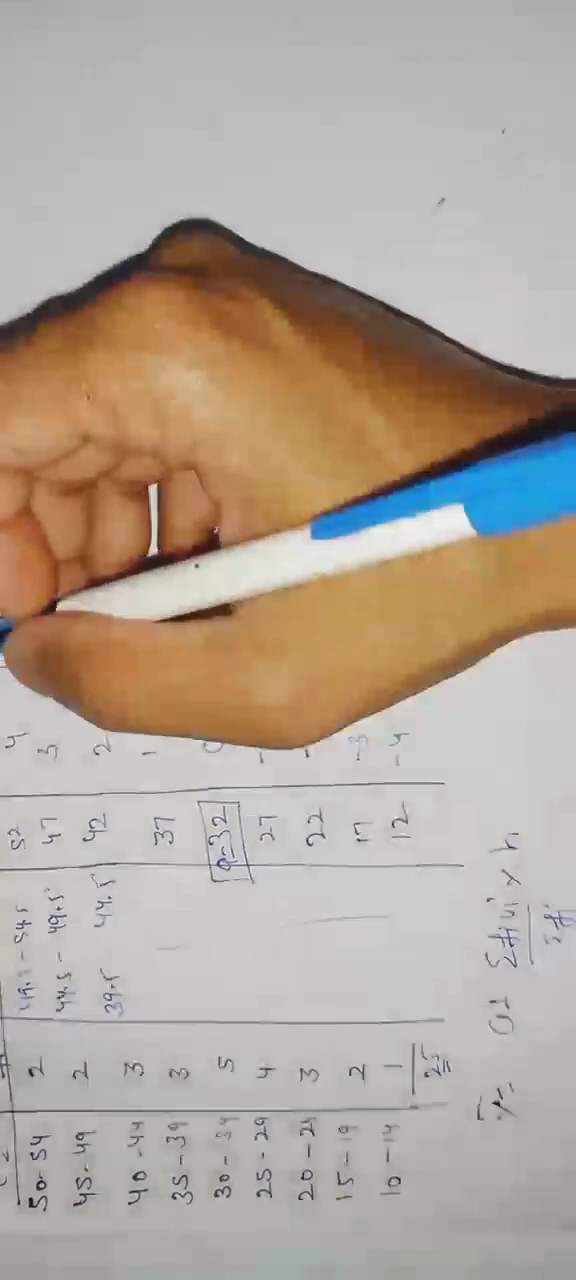 50-54 2 49.5-54.5 52 4
45-49 2 44.5-49.5 47 3
40-44 3 39.5 44.5 42 2
35-39 3 37 1
30-34 5 a=32
25-29 4 27
20-24 3 22
15-19 2 17 -3
10-14 1 12 -4
25
x̄= a+ Σfiui × h
Σfi